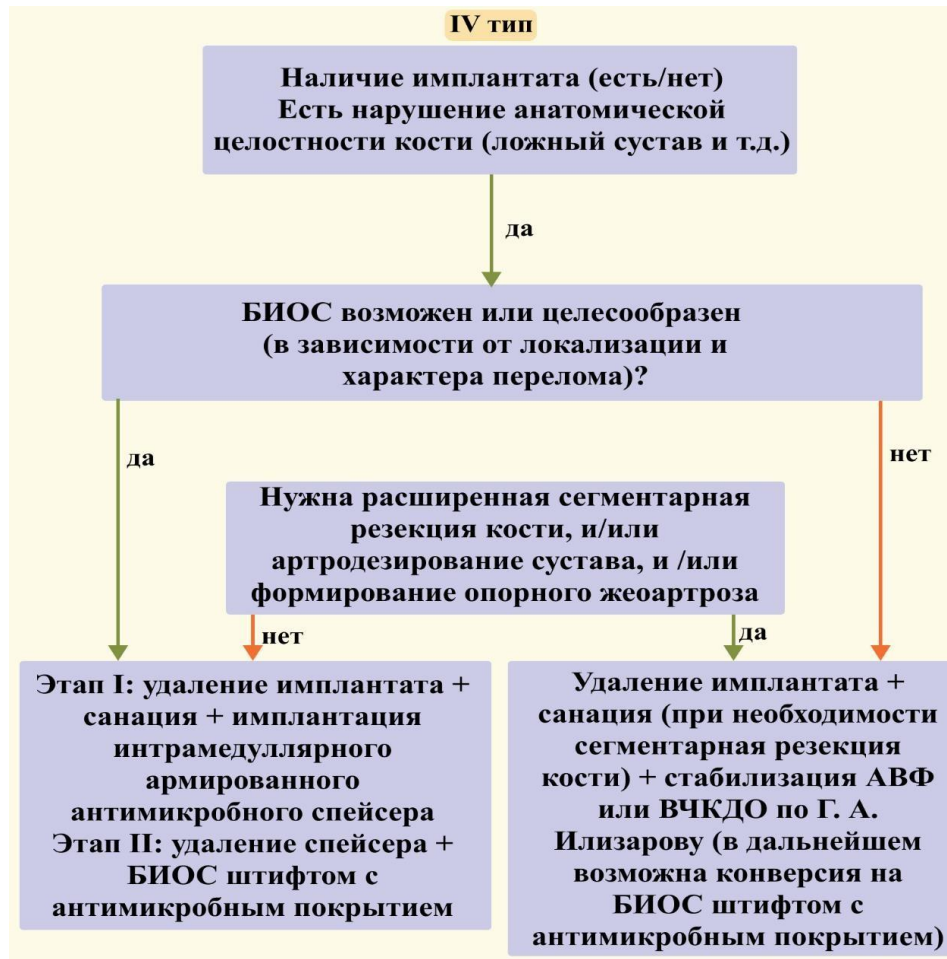 IV тип
Наличие имплантата (есть/нет)
Есть нарушение анатомической
целостности кости (ложный сустав и т.д.)
да
БИОС возможен или целесообразен
(в зависимости от локализации и
характера перелома)?
да
нет
Нужна расширенная сегментарная
резекция кости, и/или
артродезирование сустава, и /или
формирование опорного жеоартроза
нет
да
Этап I: удаление имплантата +
санация + имплантация
интрамедуллярного
армированного
антимикробного спейсера
Этап II: удаление спейсера +
БИОС штифтом с
антимикробным покрытием
Удаление имплантата +
санация (при необходимости
сегментарная резекция
кости) + стабилизация АВФ
или ВЧКДО по Г. А.
Илизарову (в дальнейшем
возможна конверсия на
БИОС штифтом с
антимикробным покрытием)